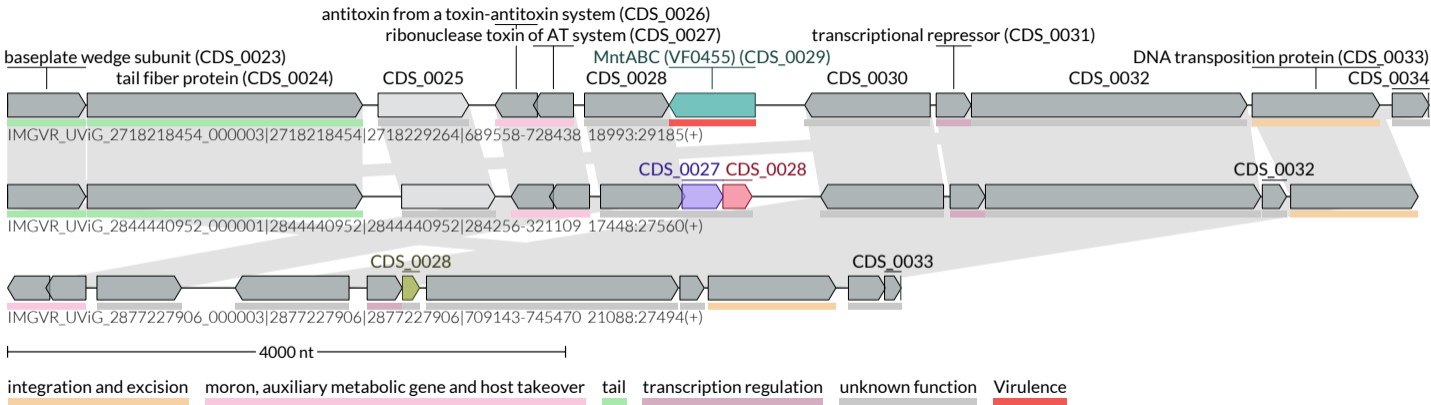 antitoxin from a toxin-antitoxin system (CDS_0026)
ribonuclease toxin of AT system (CDS_0027)
transcriptional repressor (CDS_0031)
baseplate wedge subunit (CDS_0023)
MntABC (VF0455) (CDS_0029)
DNA transposition protein (CDS_0033)
tail fiber protein (CDS_0024)
CDS_0025
CDS_0028
CDS_0030
CDS_0032
CDS_0034
IMGVR_UViG_2718218454_000003|2718218454|2718229264|689558-728438 18993:29185(+)
CDS_0027
CDS_0028
CDS_0032
IMGVR_UViG_2844440952_000001|2844440952|2844440952|284256-321109 17448:27560(+)
CDS_0028
CDS_0033
IMGVR_UViG_2877227906_000003|2877227906|2877227906|709143-745470 21088:27494(+)
4000 nt
integration and excision
moron, auxiliary metabolic gene and host takeover
tail
transcription regulation
unknown function
Virulence